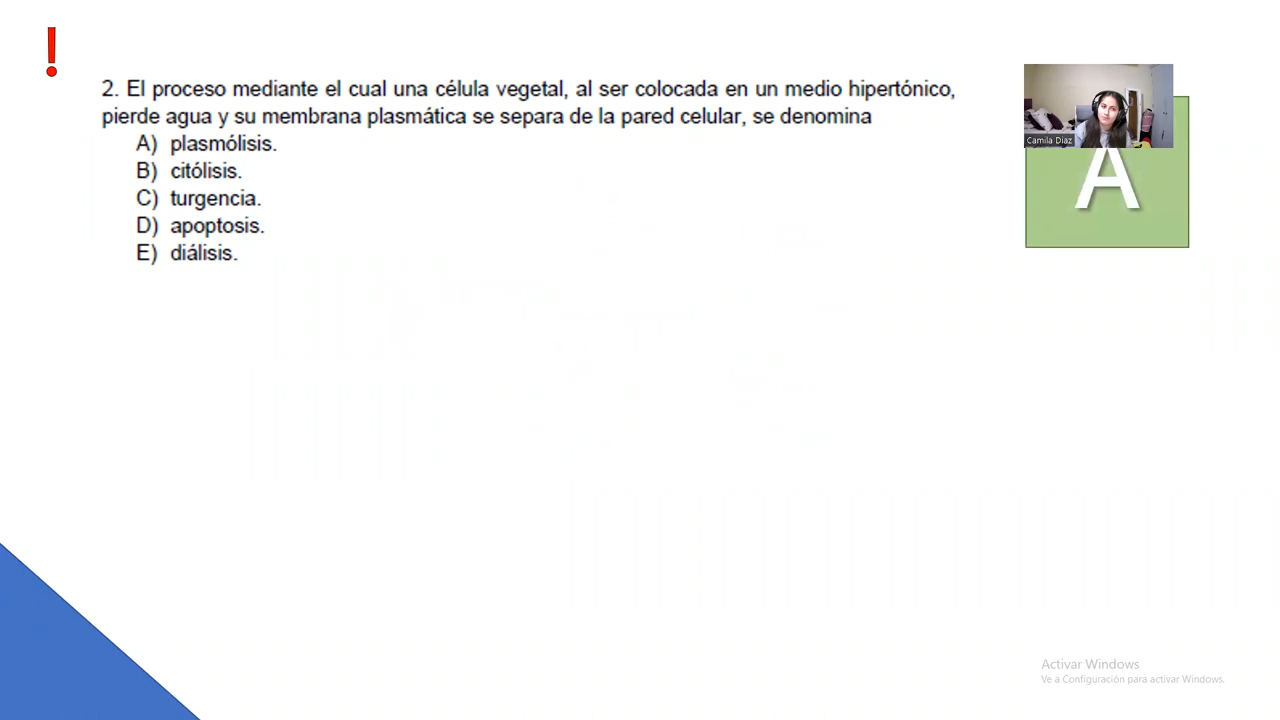 !
2. El proceso mediante el cual una célula vegetal, al ser colocada en un medio hipertónico,
pierde agua y su membrana plasmática se separa de la pared celular, se denomina
A) plasmólisis.
B) citólisis.
C) turgencia.
D) apoptosis.
E) diálisis.
Camila Diaz
A
Activar Windows
Ve a Configuración para activar Windows.